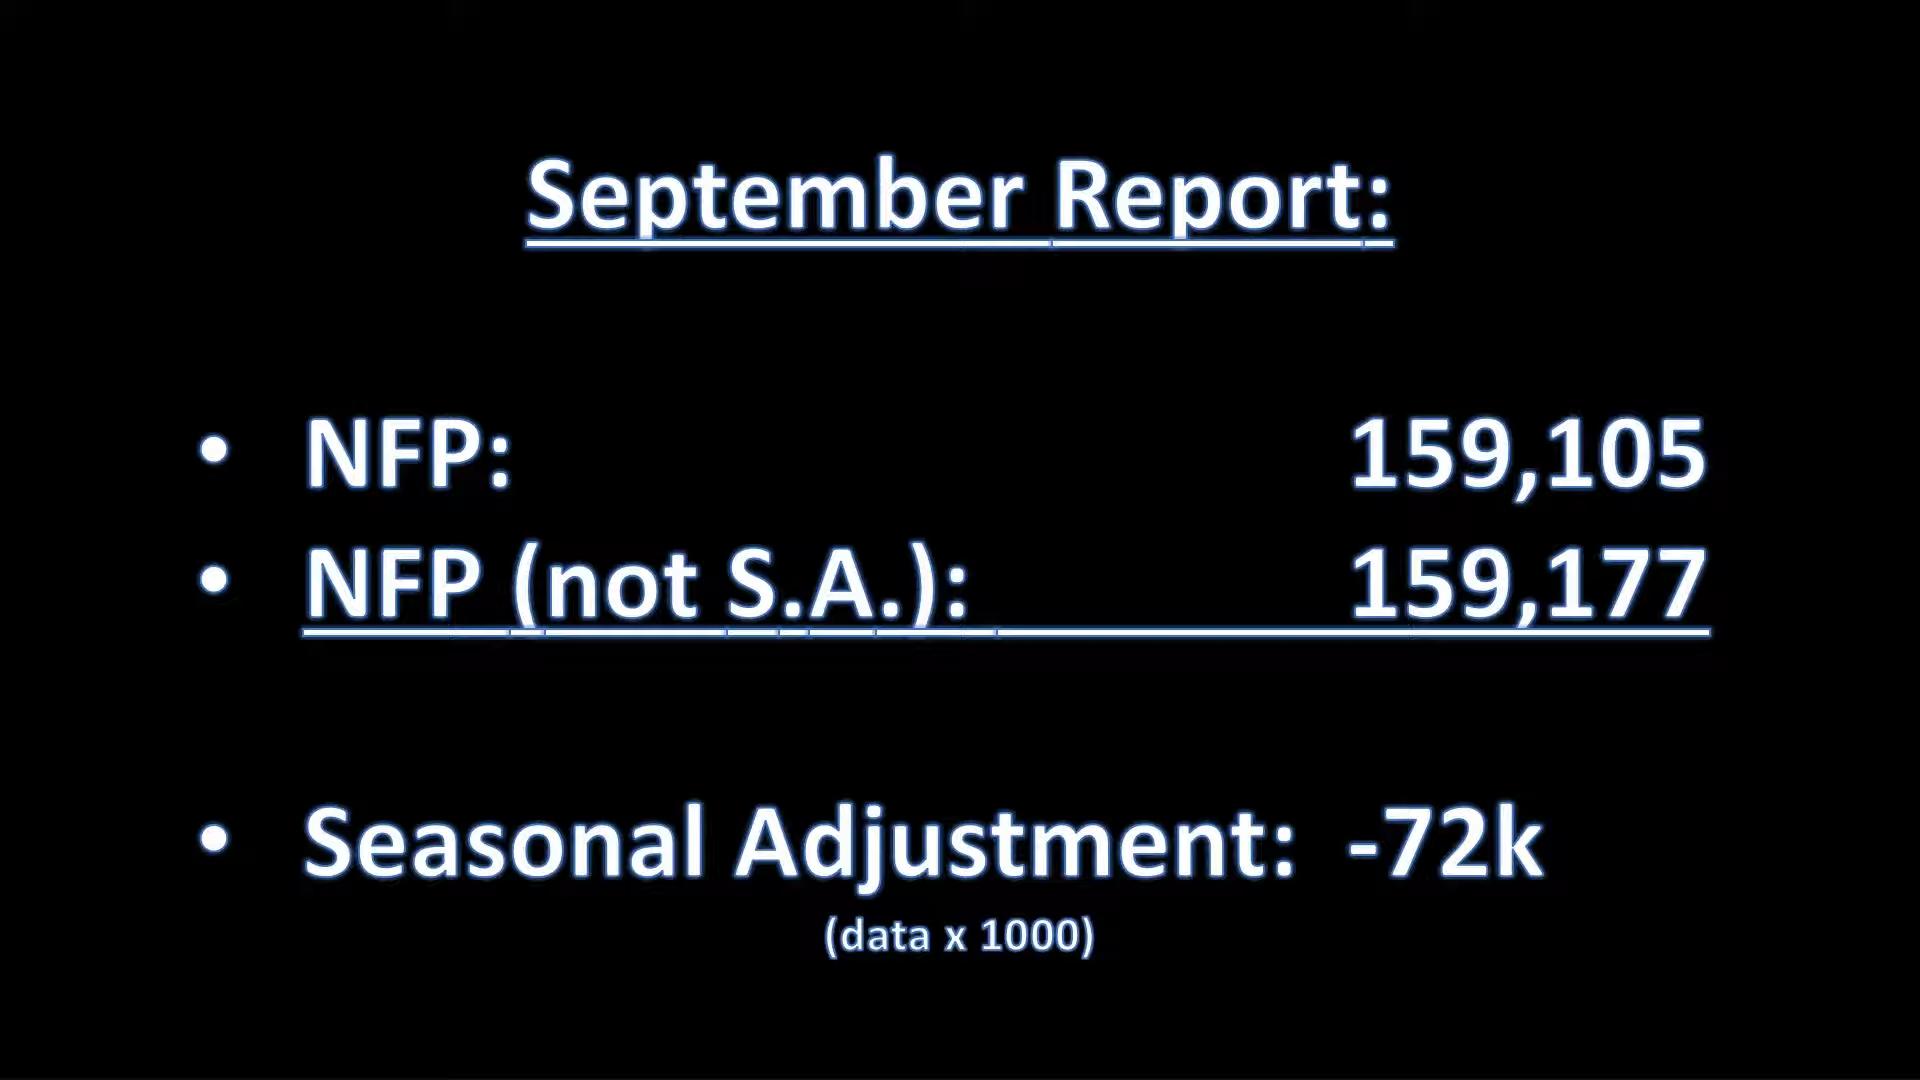 September Report:
• NFP: 159,105
• NFP (not S.A.): 159,177
• Seasonal Adjustment: -72k
(data x 1000)